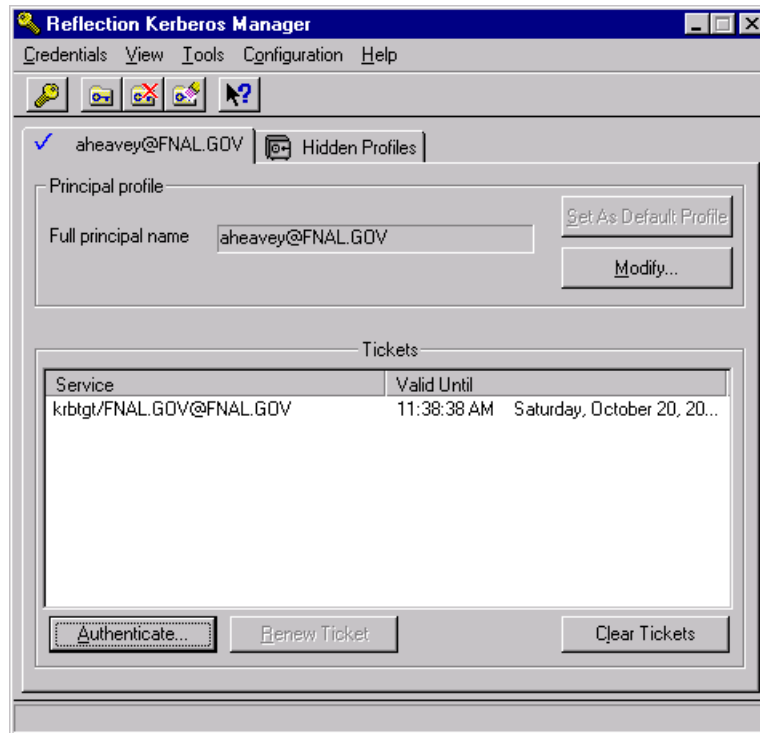 Reflection Kerberos Manager
Credentials View Tools Configuration Help
aheavey@FNAL.GOV Hidden Profiles
Principal profile
Set As Default Profile
Full principal name aheavey@FNAL.GOV
Modify...
Tickets
Service Valid Until
krbtgt/FNAL.GOV@FNAL.GOV 11:38:38 AM Saturday, October 20, 20...
Authenticate... Renew Ticket Clear Tickets